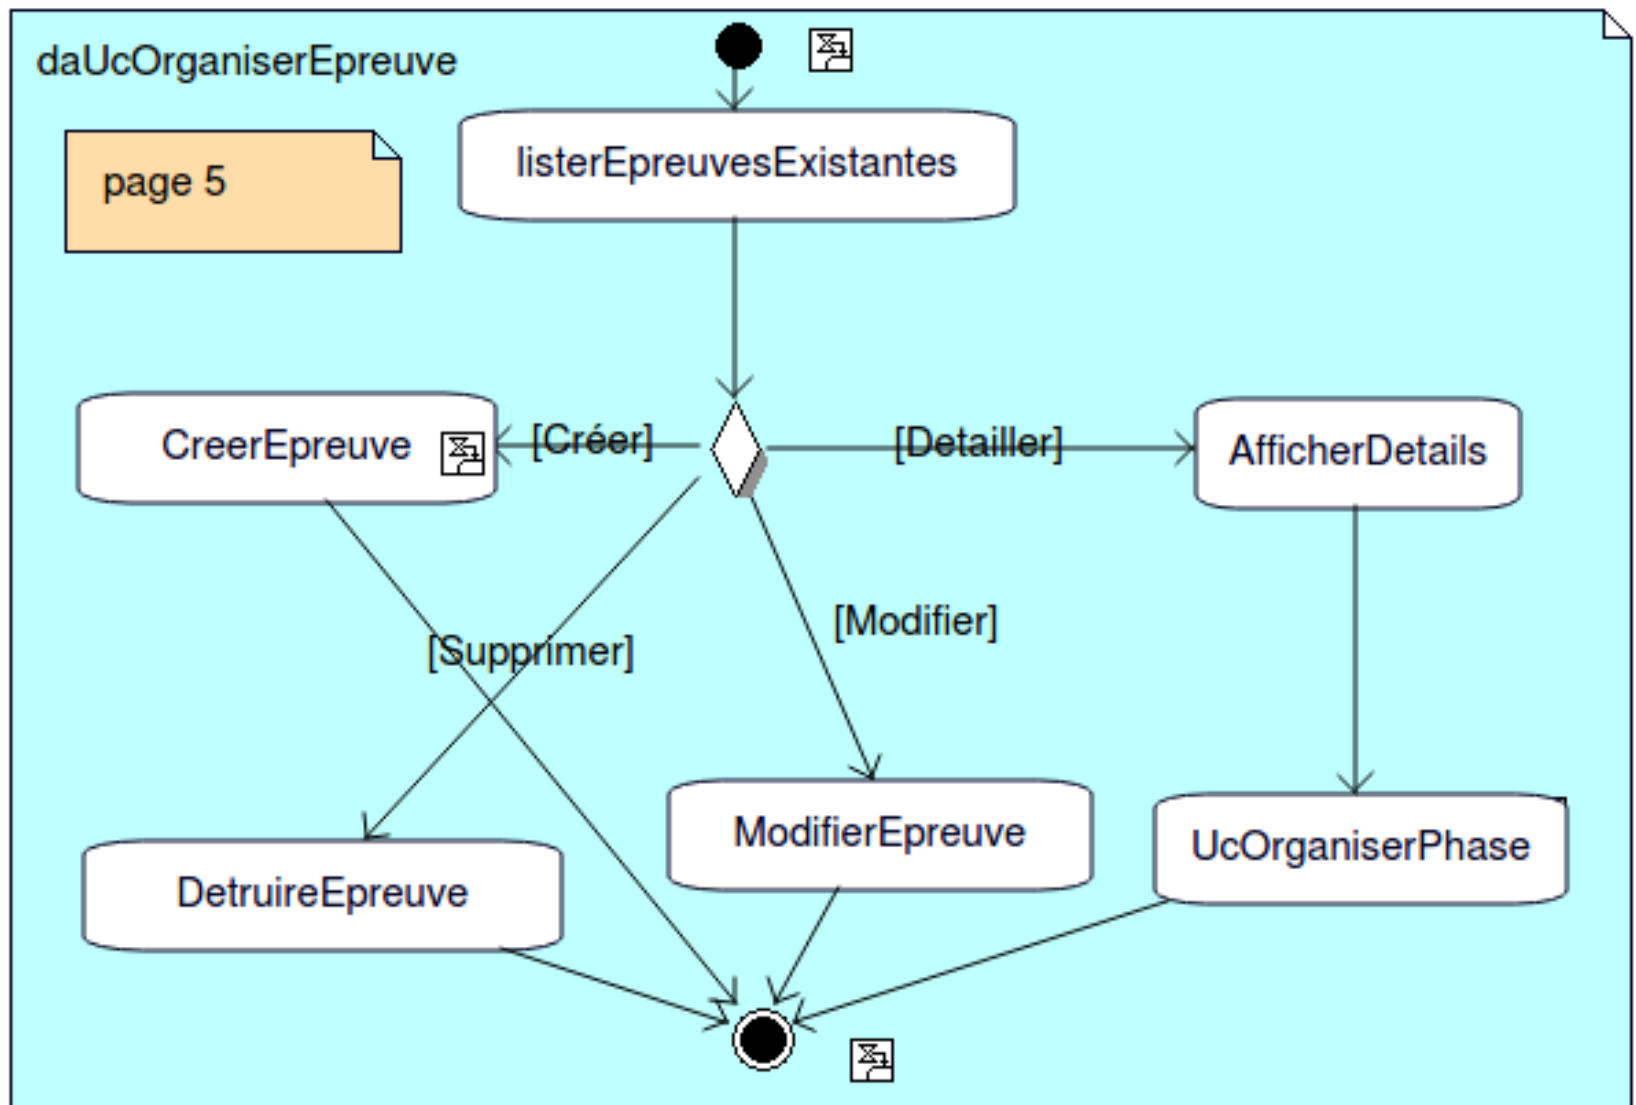 daUcOrganiserEpreuve
page 5
listerEpreuvesExistantes
CreerEpreuve
[Créer]
[Detailler]
AfficherDetails
[Supprimer]
[Modifier]
ModifierEpreuve
UcOrganiserPhase
DetruireEpreuve